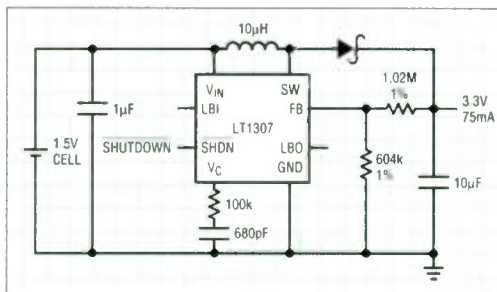 10µH
VIN
SW
LBI
FB
LT1307
SHDN
LBO
VC
GND
1µF
1.5V
CELL
SHUTDOWN
100k
680pF
1.02M
1%
604k
1%
3.3V
75mA
10µF